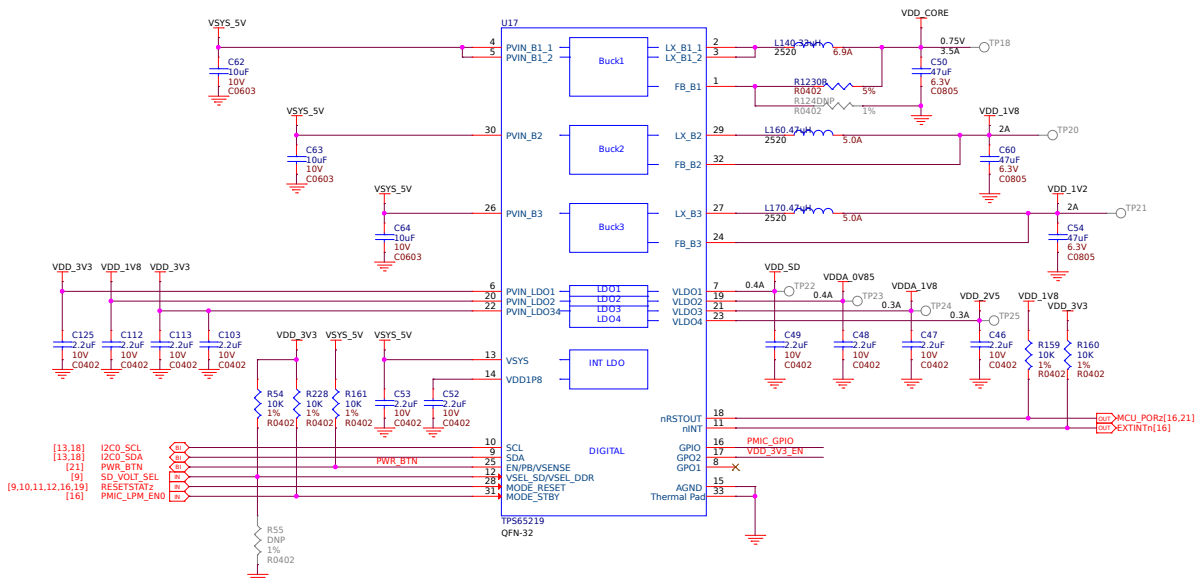 U17
VSYS_5V
4 PVIN_B1_1
5 PVIN_B1_2
Buck1
LX_B1_1 2
LX_B1_2 3
FB_B1 1
C62
10uF
10V
C0603
L14
2520
6.9A
VDD_CORE
0.75V
3.5A
TP18
R123 0R
R0402
5%
R124 DNP
R0402
1%
C50
47uF
6.3V
C0805
VSYS_5V
30 PVIN_B2
Buck2
LX_B2 29
FB_B2 32
C63
10uF
10V
C0603
L16 0.47uH
2520
5.0A
VDD_1V8
2A
TP20
C60
47uF
6.3V
C0805
VSYS_5V
26 PVIN_B3
Buck3
LX_B3 27
FB_B3 24
C64
10uF
10V
C0603
L17 0.47uH
2520
5.0A
VDD_1V2
2A
TP21
C54
47uF
6.3V
C0805
VDD_3V3
VDD_1V8
VDD_3V3
6 PVIN_LDO1
20 PVIN_LDO2
22 PVIN_LDO34
LDO1
LDO2
LDO3
LDO4
VLDO1 7
VLDO2 19
VLDO3 21
VLDO4 23
VDD_SD
0.4A
TP22
VDDA_0V85
0.4A
TP23
VDDA_1V8
0.3A
TP24
VDD_2V5
0.3A
TP25
VDD_1V8
VDD_3V3
C125
2.2uF
10V
C0402
C112
2.2uF
10V
C0402
C113
2.2uF
10V
C0402
C103
2.2uF
10V
C0402
C49
2.2uF
10V
C0402
C48
2.2uF
10V
C0402
C47
2.2uF
10V
C0402
C46
2.2uF
10V
C0402
R159
10K
1%
R0402
R160
10K
1%
R0402
VDD_3V3
VSYS_5V
VSYS_5V
13 VSYS
14 VDD1P8
INT LDO
R54
10K
1%
R0402
R228
10K
1%
R0402
R161
10K
1%
R0402
C53
2.2uF
10V
C0402
C52
2.2uF
10V
C0402
nRSTOUT 18
nINT 11
OUT MCU_PORz[16,21]
OUT EXTINTn[16]
[13,18] I2C0_SCL BI
[13,18] I2C0_SDA BI
[21] PWR_BTN BI
[9] SD_VOLT_SEL IN
[9,10,11,12,16,19] RESETSTATz IN
[16] PMIC_LPM_EN0 IN
PWR_BTN
10 SCL
9 SDA
25 EN/PB/VSENSE
12 VSEL_SD/VSEL_DDR
28 MODE_RESET
31 MODE_STBY
DIGITAL
GPIO 16 PMIC_GPIO
GPO2 17 VDD_3V3_EN
GPO1 8
AGND 15
Thermal Pad 33
TPS65219
QFN-32
R55
DNP
1%
R0402